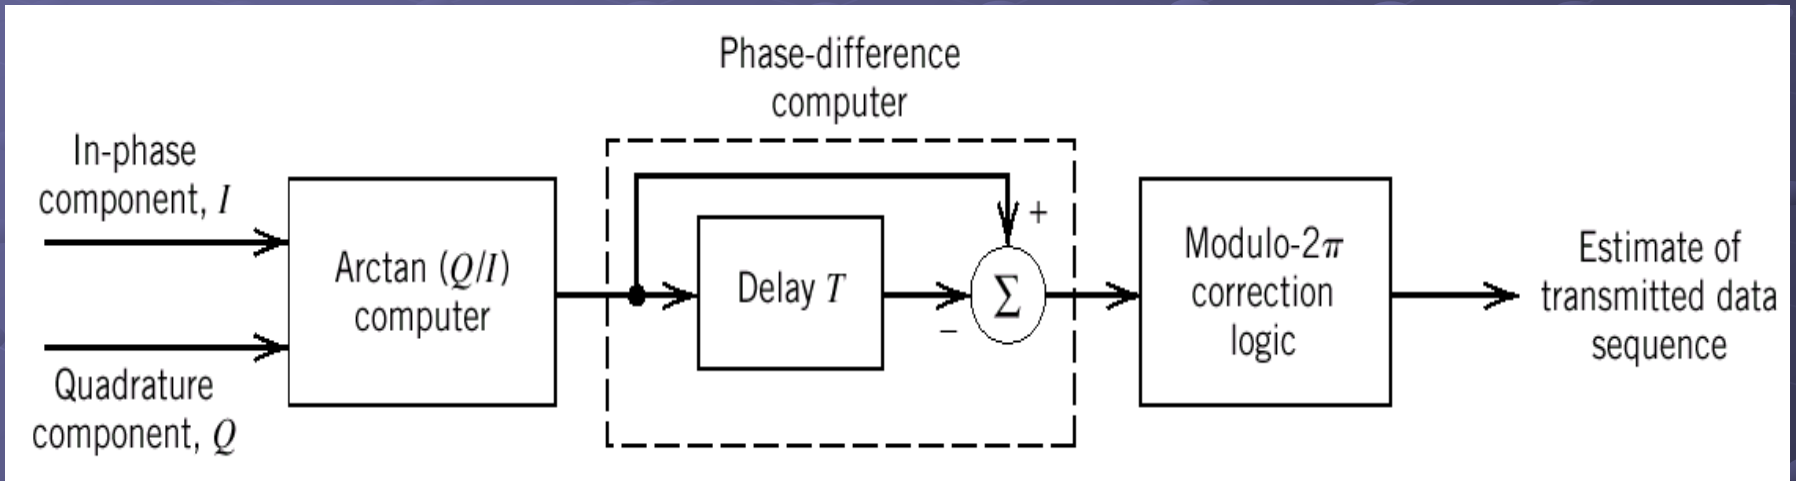 Phase-difference
computer
In-phase
component, I
Arctan (Q/I)
computer
Quadrature
component, Q
Delay T
+
−
Σ
Modulo-2π
correction
logic
Estimate of
transmitted data
sequence